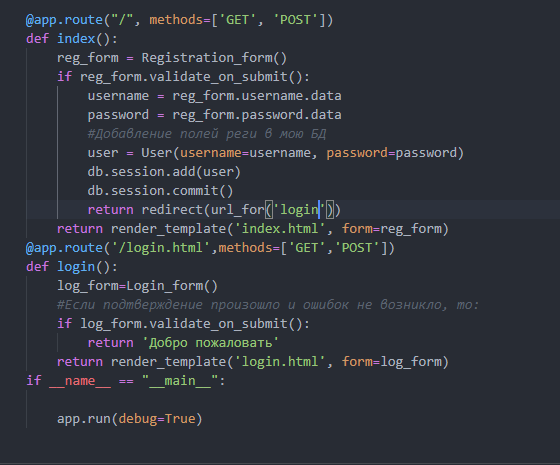 @app.route("/", methods=['GET', 'POST'])
def index():
    reg_form = Registration_form()
    if reg_form.validate_on_submit():
        username = reg_form.username.data
        password = reg_form.password.data
        #Добавление полей реги в мою БД
        user = User(username=username, password=password)
        db.session.add(user)
        db.session.commit()
        return redirect(url_for('login'))
    return render_template('index.html', form=reg_form)
@app.route('/login.html',methods=['GET','POST'])
def login():
    log_form=Login_form()
    #Если подтверждение произошло и ошибок не возникло, то:
    if log_form.validate_on_submit():
        return 'Добро пожаловать'
    return render_template('login.html', form=log_form)
if __name__ == "__main__":
    app.run(debug=True)